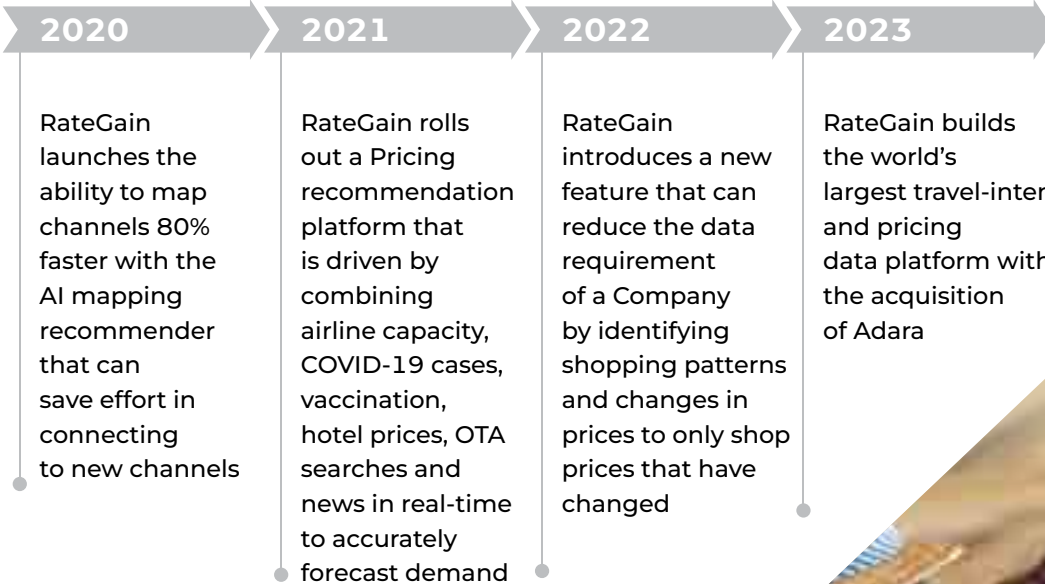 2020
RateGain
launches the
ability to map
channels 80%
faster with the
AI mapping
recommender
that can
save effort in
connecting
to new channels
2021
RateGain rolls
out a Pricing
recommendation
platform that
is driven by
combining
airline capacity,
COVID-19 cases,
vaccination,
hotel prices, OTA
searches and
news in real-time
to accurately
forecast demand
2022
RateGain
introduces a new
feature that can
reduce the data
requirement
of a Company
by identifying
shopping patterns
and changes in
prices to only shop
prices that have
changed
2023
RateGain builds
the world’s
largest
and pricing
data platform with
the acquisition
of Adara